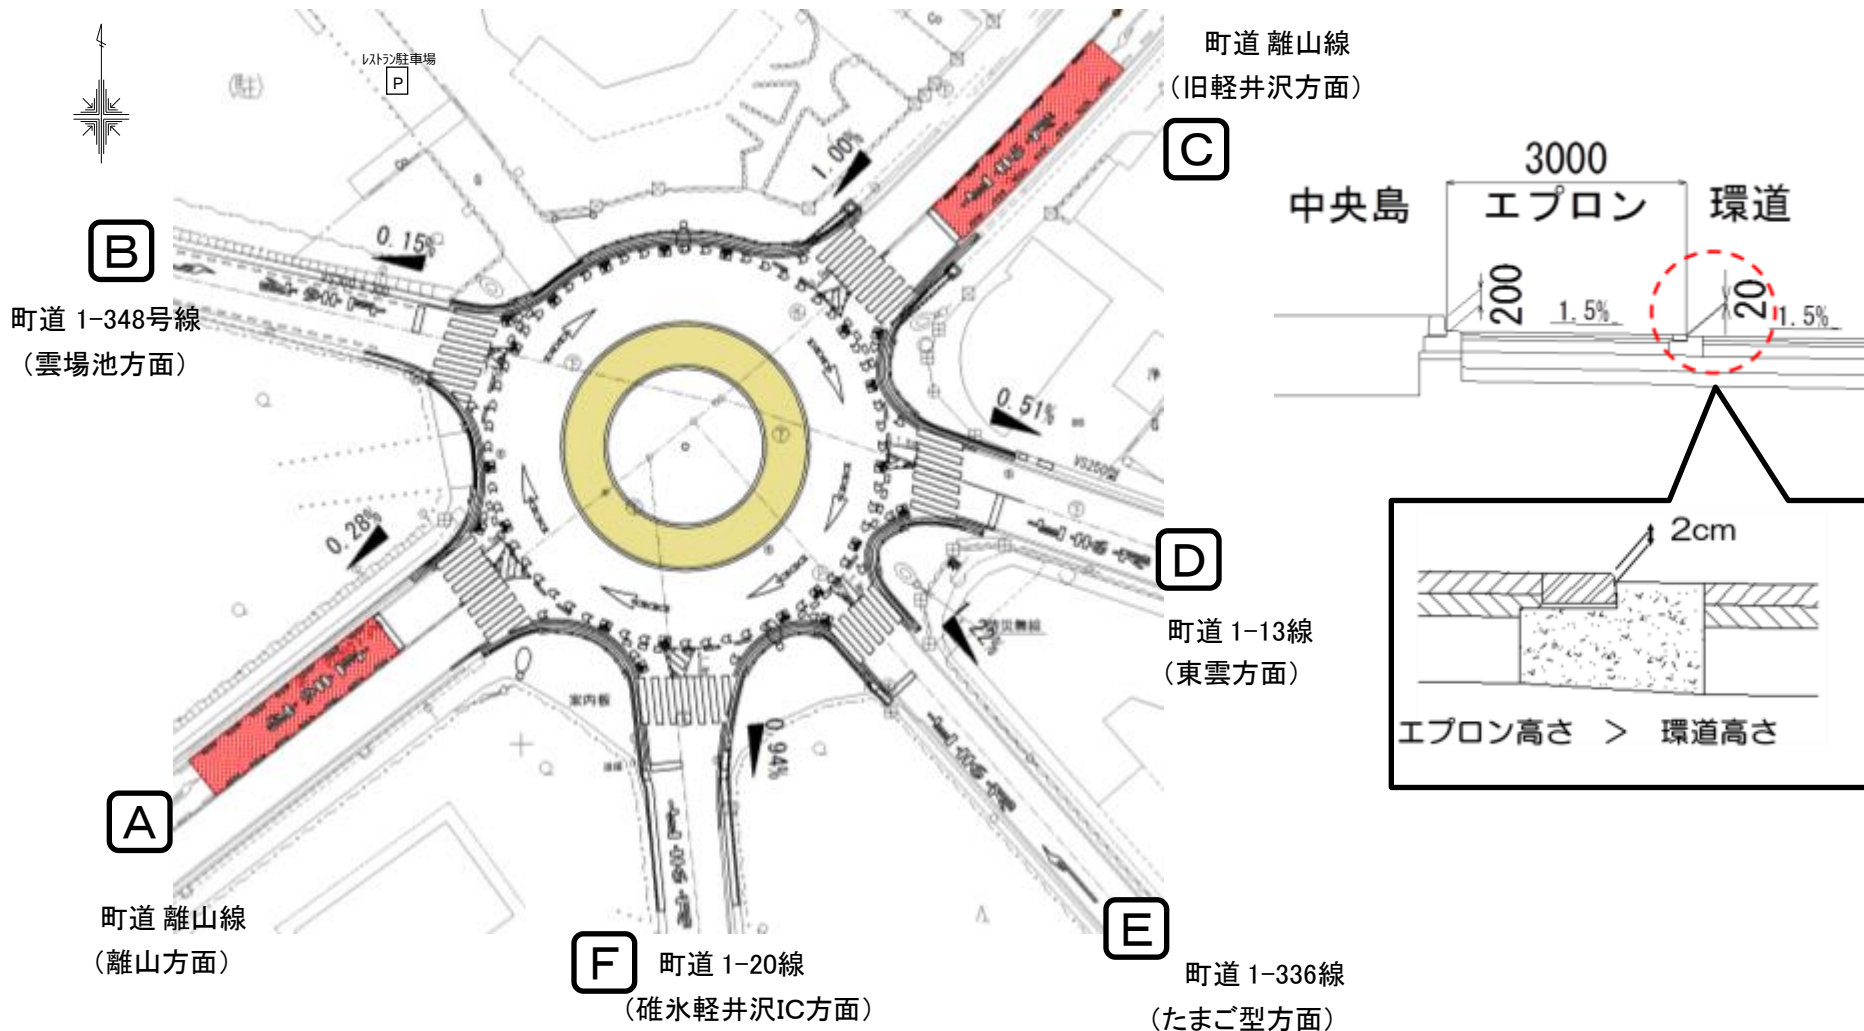 レストラン駐車場
P
(駐)
Co
町道 離山線
（旧軽井沢方面）
C
1.00%
B
0.15%
町道 1-348号線
（雲場池方面）
3000
中央島
エプロン
環道
200
1.5%
20
1.5%
0.51%
VS250
0.28%
D
町道 1-13線
（東雲方面）
2cm
エプロン高さ ＞ 環道高さ
案内板
0.94%
A
町道 離山線
（離山方面）
F
町道 1-20線
（碓氷軽井沢IC方面）
E
町道 1-336線
（たまご型方面）